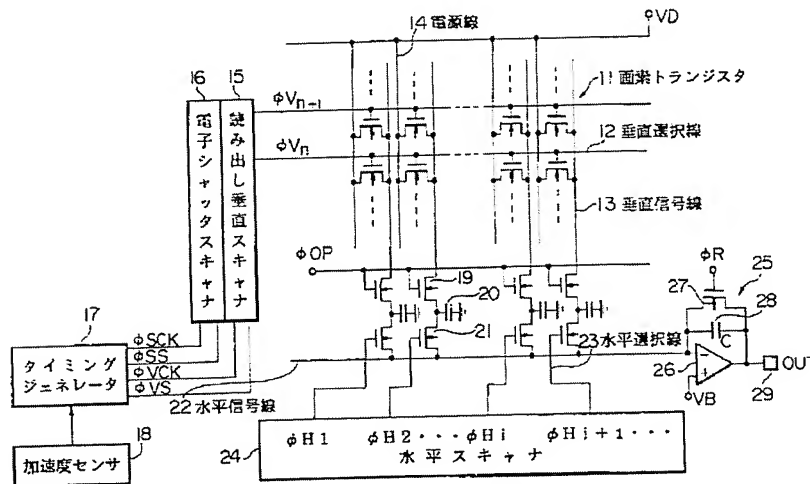 14 電源線
VD
16
15
電子シャッタスキャナ
読み出し垂直スキャナ
φVn+1
11 画素トランジスタ
φVn
12 垂直選択線
13 垂直信号線
φOP
19
20
21
φR
27
25
28
C
17
タイミング
ジェネレータ
φSCK
φSS
φVCK
φVS
22 水平信号線
23 水平選択線
26
−
+
VB
OUT
29
18
加速度センサ
24
φH1 φH2・・・φHi φHi+1・・・
水平スキャナ